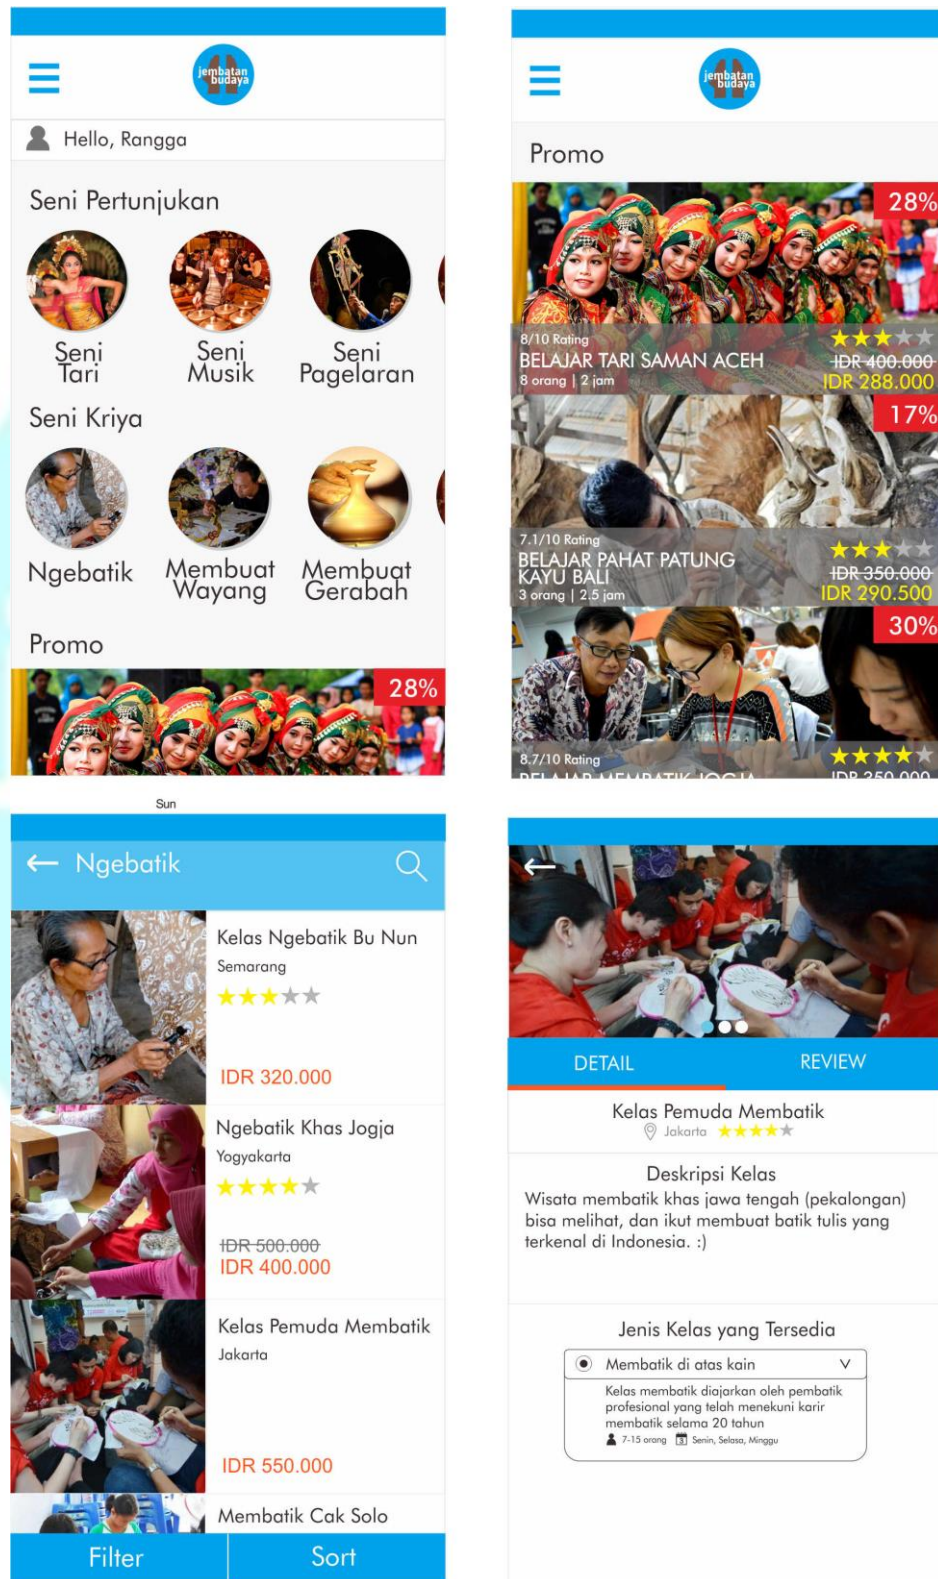 jembatan
budaya
Hello, Rangga
Seni Pertunjukan
Seni
Tari
Seni
Musik
Seni
Pagelaran
Seni Kriya
Ngebatik
Membuat
Wayang
Membuat
Gerabah
Promo
28%
jembatan
budaya
Promo
28%
8/10 Rating
BELAJAR TARI SAMAN ACEH
8 orang | 2 jam
IDR 400.000
IDR 288.000
17%
7.1/10 Rating
BELAJAR PAHAT PATUNG
KAYU BALI
3 orang | 2.5 jam
IDR 350.000
IDR 290.500
30%
8.7/10 Rating
BELAJAR MEMBATIK JOGJA
IDR 350.000
Sun
Ngebatik
Kelas Ngebatik Bu Nun
Semarang
IDR 320.000
Ngebatik Khas Jogja
Yogyakarta
IDR 500.000
IDR 400.000
Kelas Pemuda Membatik
Jakarta
IDR 550.000
Membatik Cak Solo
Filter
Sort
DETAIL
REVIEW
Kelas Pemuda Membatik
Jakarta
Deskripsi Kelas
Wisata membatik khas jawa tengah (pekalongan)
bisa melihat, dan ikut membuat batik tulis yang
terkenal di Indonesia. :)
Jenis Kelas yang Tersedia
Membatik di atas kain
Kelas membatik diajarkan oleh pembatik
profesional yang telah menekuni karir
membatik selama 20 tahun
7-15 orang 3 Senin, Selasa, Minggu